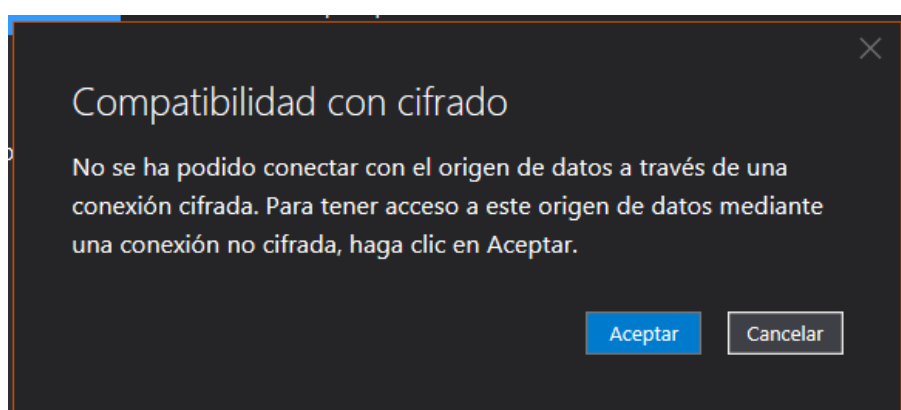 Compatibilidad con cifrado
No se ha podido conectar con el origen de datos a través de una
conexión cifrada. Para tener acceso a este origen de datos mediante
una conexión no cifrada, haga clic en Aceptar.
Aceptar
Cancelar